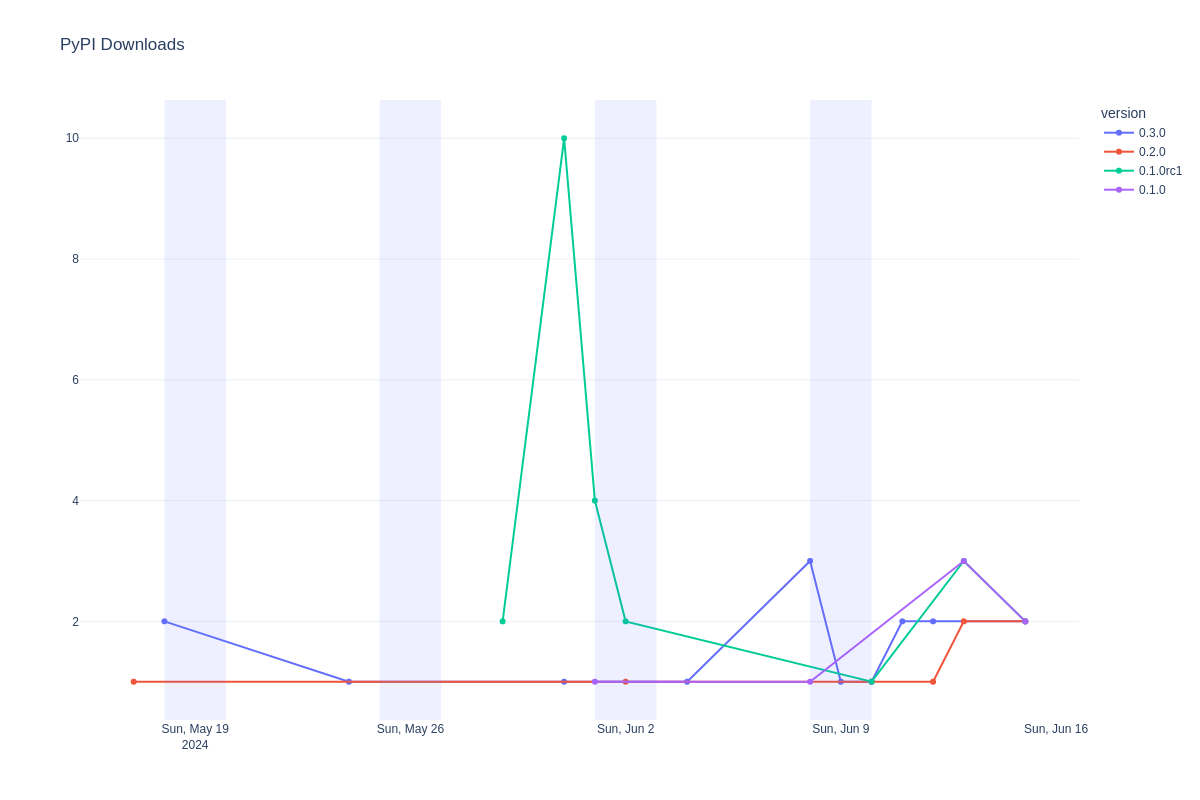 PyPI Downloads
version
0.3.0
0.2.0
0.1.0rc1
0.1.0
10
8
6
4
2
Sun, May 19
2024
Sun, May 26
Sun, Jun 2
Sun, Jun 9
Sun, Jun 16